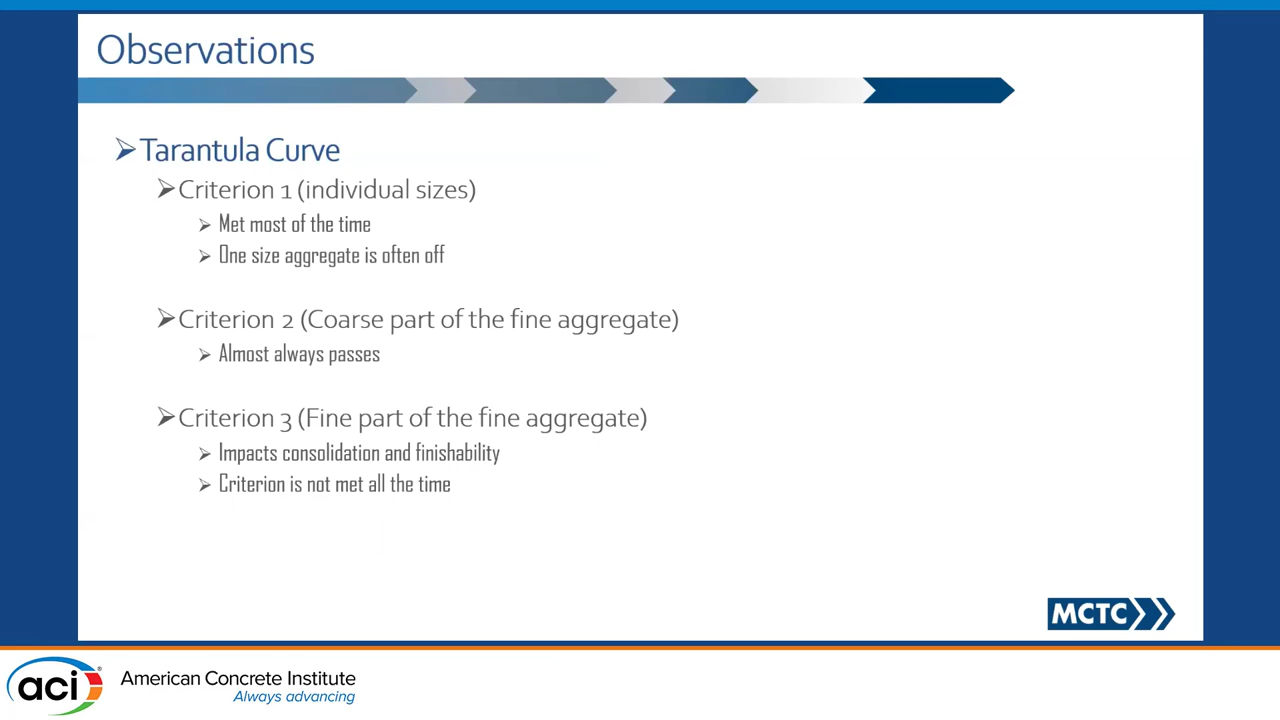 Observations
Tarantula Curve
Criterion 1 (individual sizes)
Met most of the time
One size aggregate is often off
Criterion 2 (Coarse part of the fine aggregate)
Almost always passes
Criterion 3 (Fine part of the fine aggregate)
Impacts consolidation and finishability
Criterion is not met all the time
MCTC
aci®
American Concrete Institute
Always advancing